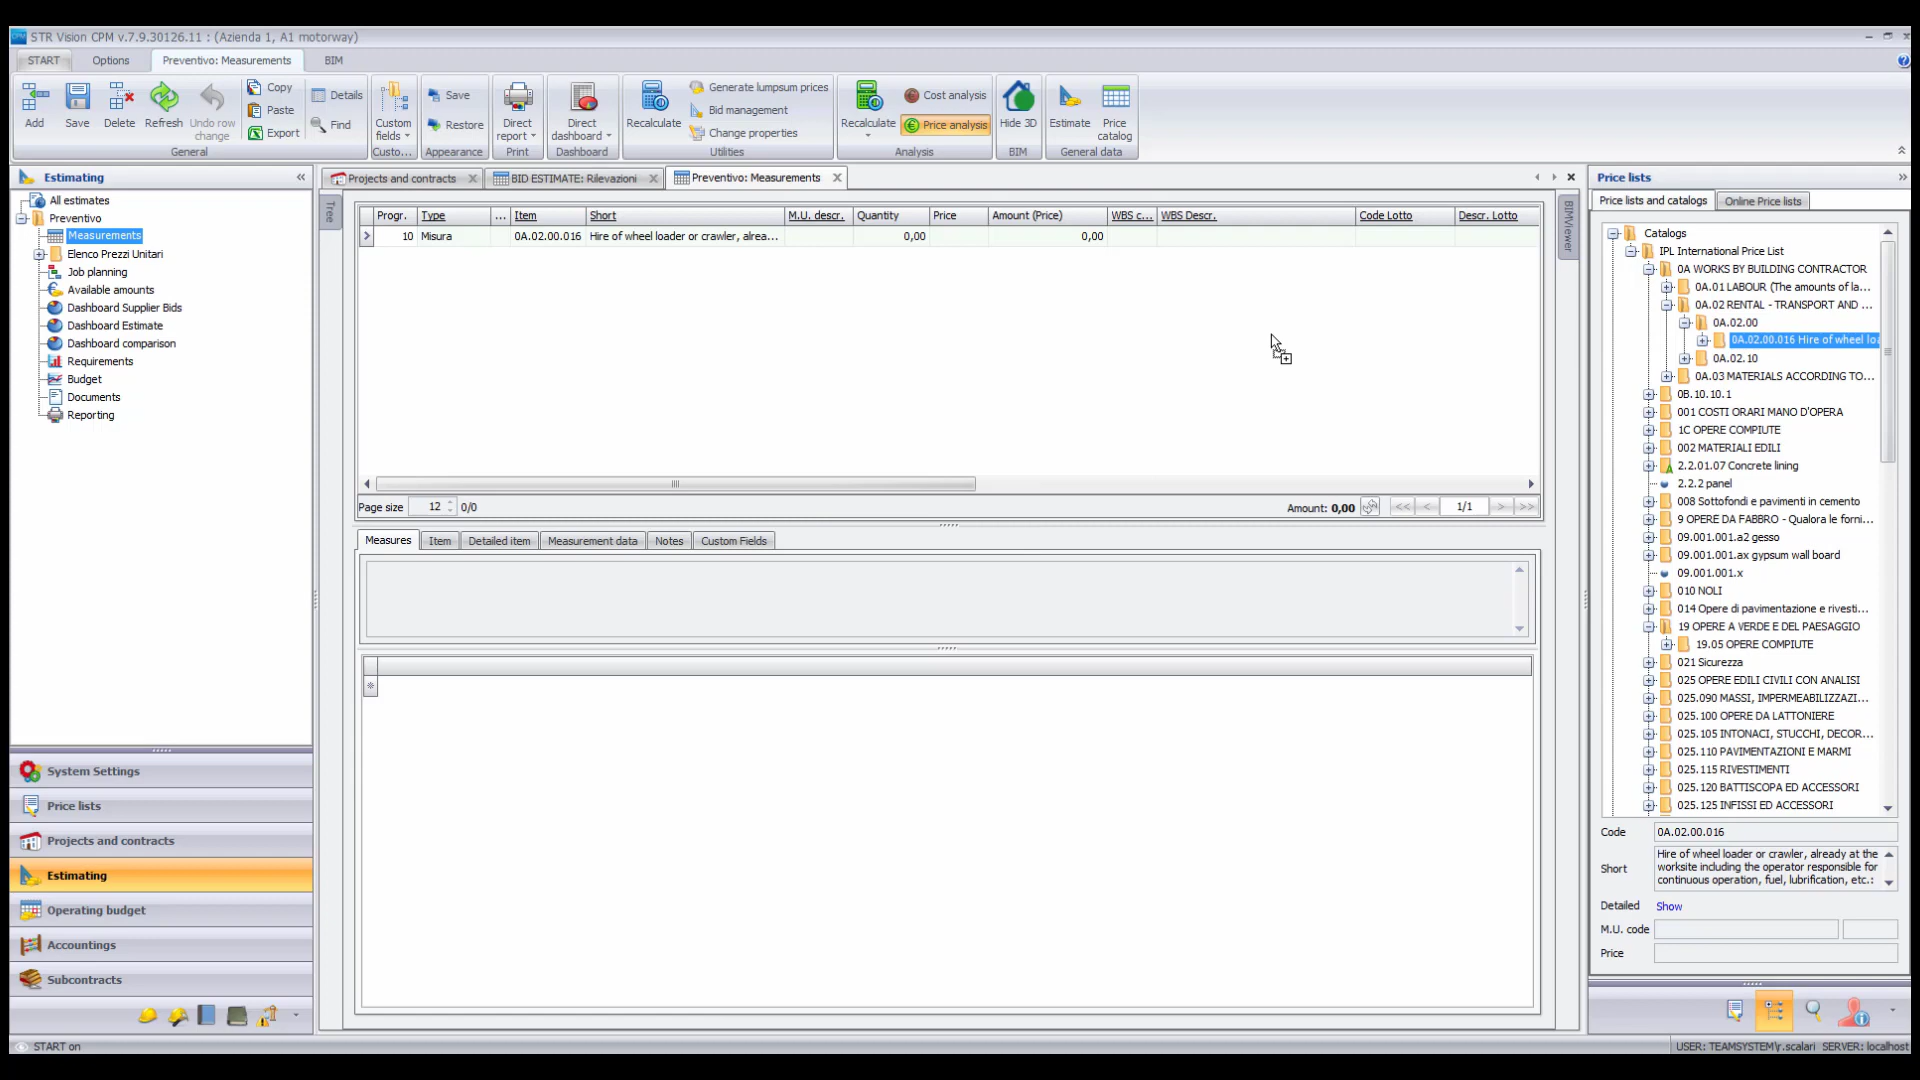 STR Vision CPM v.7.9.30126.11 : (Azienda 1, A1 motorway)
START Options Preventivo: Measurements BIM
Add Save Delete Refresh Undo row change Copy Paste Export Details Find
General
Custom fields
Custo...
Save Restore
Appearance
Direct report
Print
Direct dashboard
Dashboard
Recalculate Generate lumpsum prices Bid management Change properties
Utilities
Recalculate Cost analysis Price analysis
Analysis
Hide 3D
BIM
Estimate Price catalog
General data
Estimating
All estimates
Preventivo
Measurements
Elenco Prezzi Unitari
Job planning
Available amounts
Dashboard Supplier Bids
Dashboard Estimate
Dashboard comparison
Requirements
Budget
Documents
Reporting
System Settings
Price lists
Projects and contracts
Estimating
Operating budget
Accountings
Subcontracts
START on
Projects and contracts BID ESTIMATE: Rilevazioni Preventivo: Measurements
Tree
Progr. Type ... Item Short M.U. descr. Quantity Price Amount (Price) WBS c... WBS Descr. Code Lotto Descr. Lotto
10 Misura 0A.02.00.016 Hire of wheel loader or crawler, alrea... 0,00 0,00
Page size 12 0/0 Amount: 0,00 << < 1/1 > >>
Measures Item Detailed item Measurement data Notes Custom Fields
BIMViewer
Price lists
Price lists and catalogs Online Price lists
Catalogs
IPL International Price List
0A WORKS BY BUILDING CONTRACTOR
0A.01 LABOUR (The amounts of la...
0A.02 RENTAL - TRANSPORT AND ...
0A.02.00
0A.02.00.016 Hire of wheel loa
0A.02.10
0A.03 MATERIALS ACCORDING TO...
0B.10.10.1
001 COSTI ORARI MANO D'OPERA
1C OPERE COMPIUTE
002 MATERIALI EDILI
2.2.01.07 Concrete lining
2.2.2 panel
008 Sottofondi e pavimenti in cemento
9 OPERE DA FABBRO - Qualora le forni...
09.001.001.a2 gesso
09.001.001.ax gypsum wall board
09.001.001.x
010 NOLI
014 Opere di pavimentazione e rivesti...
19 OPERE A VERDE E DEL PAESAGGIO
19.05 OPERE COMPIUTE
021 Sicurezza
025 OPERE EDILI CIVILI CON ANALISI
025.090 MASSI, IMPERMEABILIZZAZI...
025.100 OPERE DA LATTONIERE
025.105 INTONACI, STUCCHI, DECOR...
025.110 PAVIMENTAZIONI E MARMI
025.115 RIVESTIMENTI
025.120 BATTISCOPA ED ACCESSORI
025.125 INFISSI ED ACCESSORI
Code 0A.02.00.016
Short Hire of wheel loader or crawler, already at the
worksite including the operator responsible for
continuous operation, fuel, lubrification, etc.:
Detailed Show
M.U. code
Price
USER: TEAMSYSTEM\r.scalari SERVER: localhost